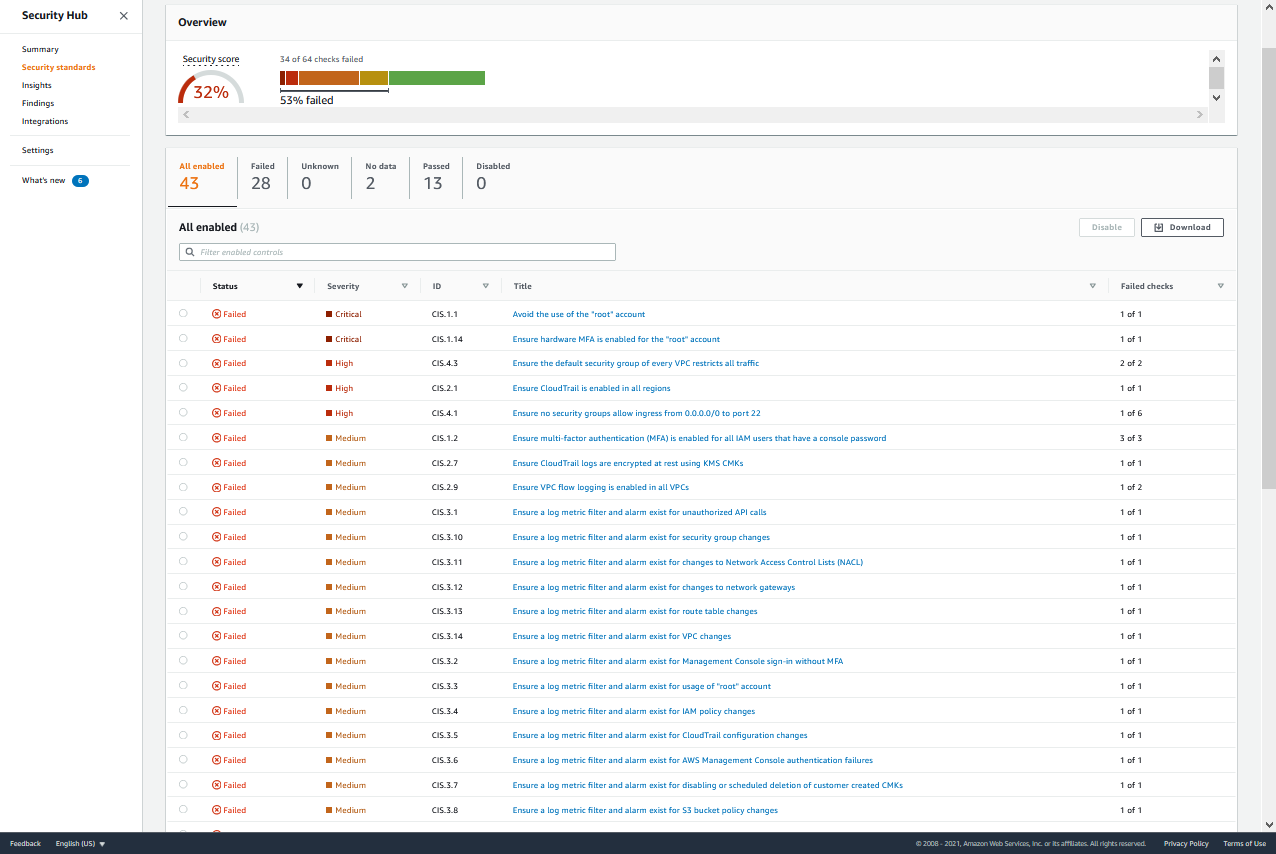 Security Hub
Summary
Security standards
Insights
Findings
Integrations
Settings
What's new 6
Overview
Security score
32%
34 of 64 checks failed
53% failed
All enabled Failed Unknown No data Passed Disabled
43 28 0 2 13 0
All enabled (43)
Disable Download
Filter enabled controls
Status Severity ID Title Failed checks
Failed Critical CIS.1.1 Avoid the use of the "root" account 1 of 1
Failed Critical CIS.1.14 Ensure hardware MFA is enabled for the "root" account 1 of 1
Failed High CIS.4.3 Ensure the default security group of every VPC restricts all traffic 2 of 2
Failed High CIS.2.1 Ensure CloudTrail is enabled in all regions 1 of 1
Failed High CIS.4.1 Ensure no security groups allow ingress from 0.0.0.0/0 to port 22 1 of 6
Failed Medium CIS.1.2 Ensure multi-factor authentication (MFA) is enabled for all IAM users that have a console password 3 of 3
Failed Medium CIS.2.7 Ensure CloudTrail logs are encrypted at rest using KMS CMKs 1 of 1
Failed Medium CIS.2.9 Ensure VPC flow logging is enabled in all VPCs 1 of 2
Failed Medium CIS.3.1 Ensure a log metric filter and alarm exist for unauthorized API calls 1 of 1
Failed Medium CIS.3.10 Ensure a log metric filter and alarm exist for security group changes 1 of 1
Failed Medium CIS.3.11 Ensure a log metric filter and alarm exist for changes to Network Access Control Lists (NACL) 1 of 1
Failed Medium CIS.3.12 Ensure a log metric filter and alarm exist for changes to network gateways 1 of 1
Failed Medium CIS.3.13 Ensure a log metric filter and alarm exist for route table changes 1 of 1
Failed Medium CIS.3.14 Ensure a log metric filter and alarm exist for VPC changes 1 of 1
Failed Medium CIS.3.2 Ensure a log metric filter and alarm exist for Management Console sign-in without MFA 1 of 1
Failed Medium CIS.3.3 Ensure a log metric filter and alarm exist for usage of "root" account 1 of 1
Failed Medium CIS.3.4 Ensure a log metric filter and alarm exist for IAM policy changes 1 of 1
Failed Medium CIS.3.5 Ensure a log metric filter and alarm exist for CloudTrail configuration changes 1 of 1
Failed Medium CIS.3.6 Ensure a log metric filter and alarm exist for AWS Management Console authentication failures 1 of 1
Failed Medium CIS.3.7 Ensure a log metric filter and alarm exist for disabling or scheduled deletion of customer created CMKs 1 of 1
Failed Medium CIS.3.8 Ensure a log metric filter and alarm exist for S3 bucket policy changes 1 of 1
Feedback English (US) © 2008 - 2021, Amazon Web Services, Inc. or its affiliates. All rights reserved. Privacy Policy Terms of Use